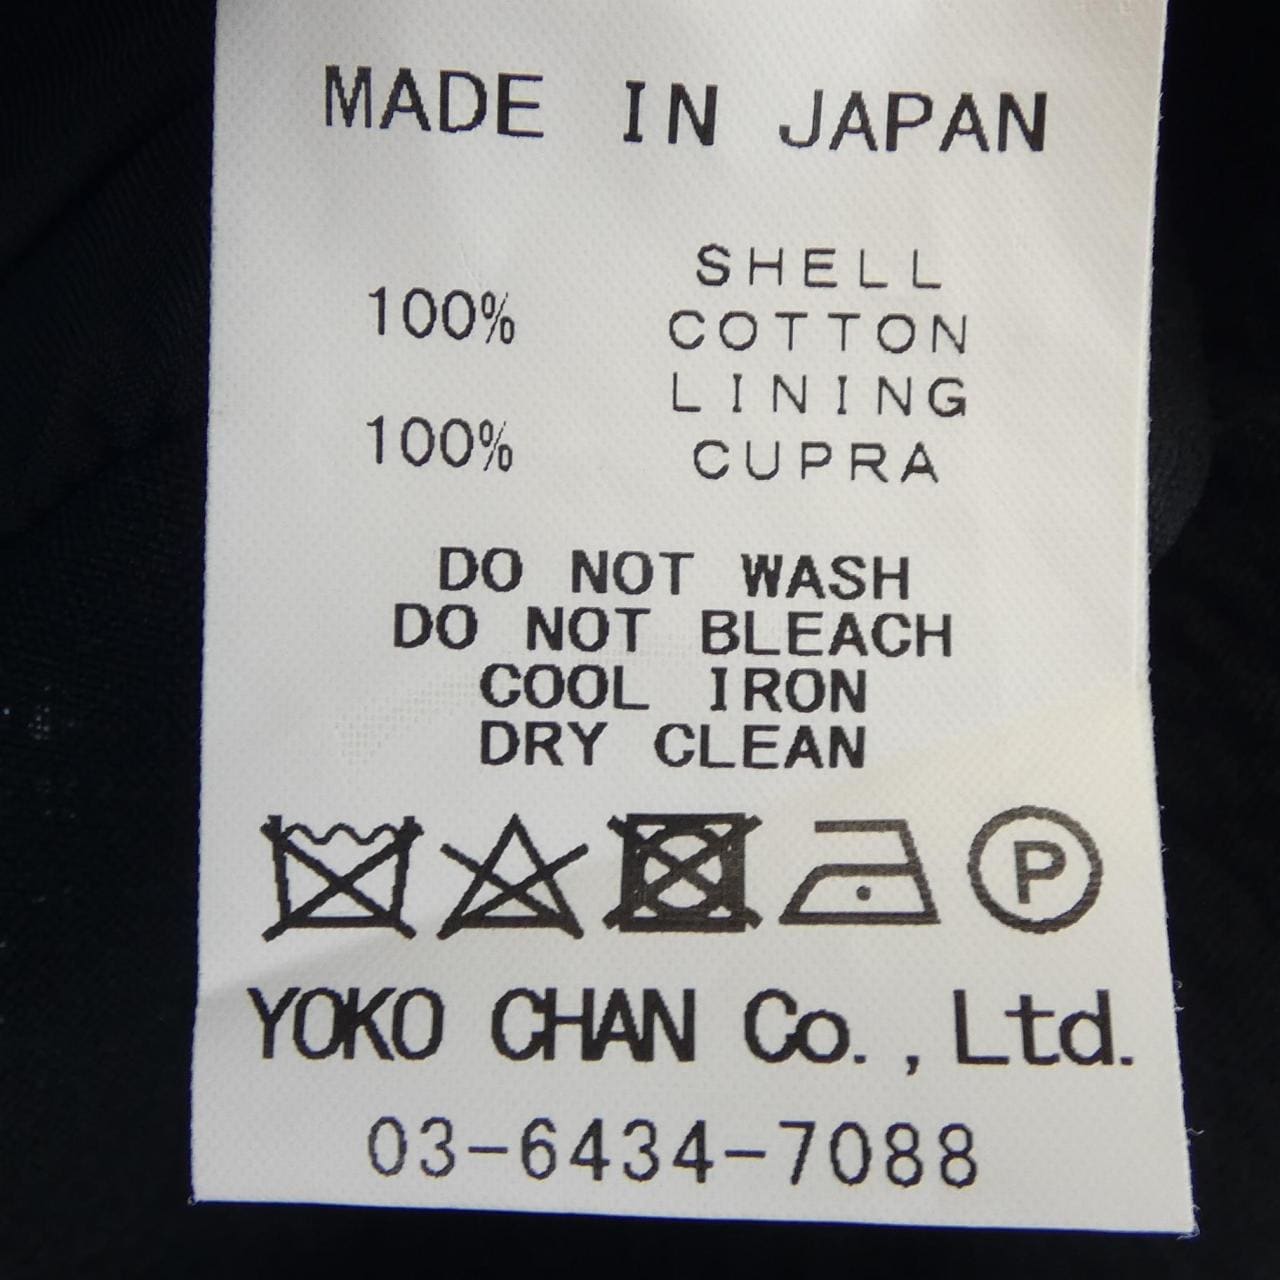 MADE IN JAPAN
SHELL
100% COTTON
LINING
100% CUPRA
DO NOT WASH
DO NOT BLEACH
COOL IRON
DRY CLEAN
P
YOKO CHAN Co., Ltd.
03-6434-7088